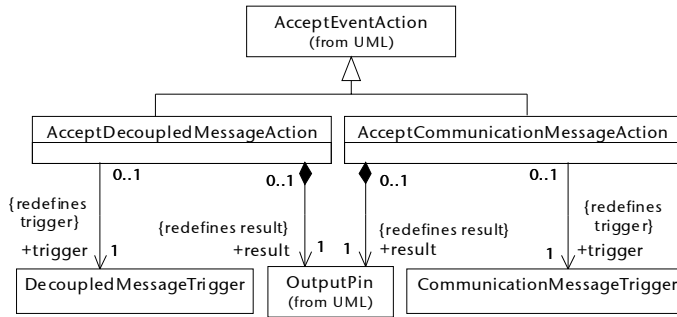 AcceptEventAction
(from UML)
AcceptDecoupledMessageAction
AcceptCommunicationMessageAction
0..1
0..1
0..1
0..1
{redefines
trigger}
{redefines result}
{redefines result}
{redefines
trigger}
+trigger
1
+result
1
1
+result
1
+trigger
DecoupledMessageTrigger
OutputPin
(from UML)
CommunicationMessageTrigger